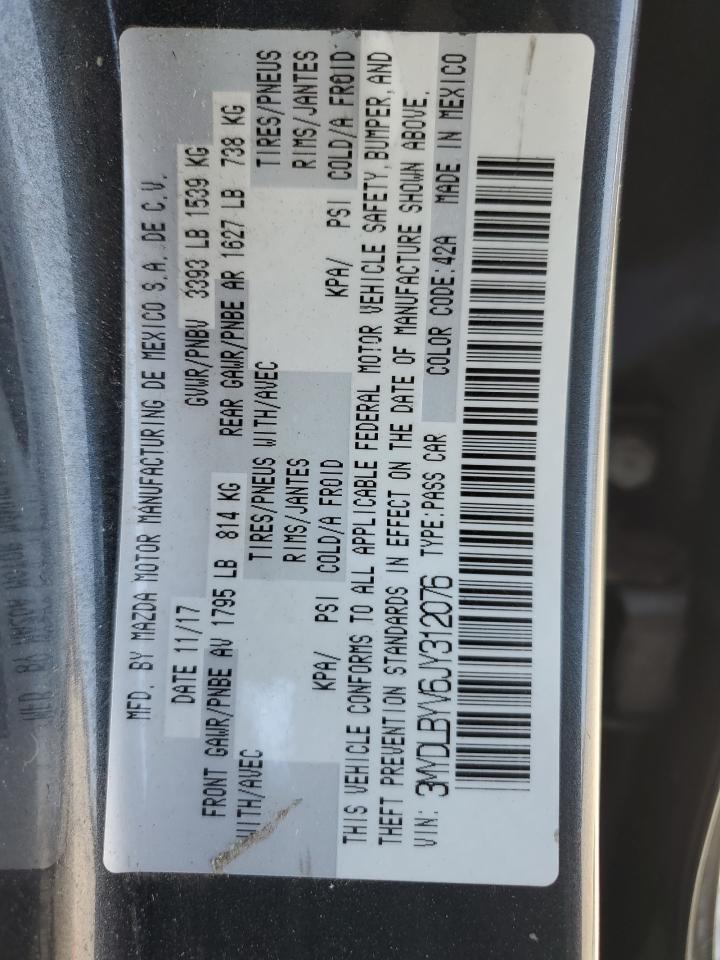 MFD. BY MAZDA MOTOR MANUFACTURING DE MEXICO S.A. DE C.V.
DATE 11/17 GVWR/PNBV 3393 LB 1539 KG
FRONT GAWR/PNBE AV 1795 LB 814 KG REAR GAWR/PNBE AR 1627 LB 738 KG
WITH/AVEC TIRES/PNEUS WITH/AVEC TIRES/PNEUS
RIMS/JANTES RIMS/JANTES
KPA/ PSI COLD/A FROID KPA/ PSI COLD/A FROID
THIS VEHICLE CONFORMS TO ALL APPLICABLE FEDERAL MOTOR VEHICLE SAFETY, BUMPER, AND
THEFT PREVENTION STANDARDS IN EFFECT ON THE DATE OF MANUFACTURE SHOWN ABOVE.
VIN: 3MYDLBYV6JY312076 TYPE:PASS CAR COLOR CODE:42A MADE IN MEXICO